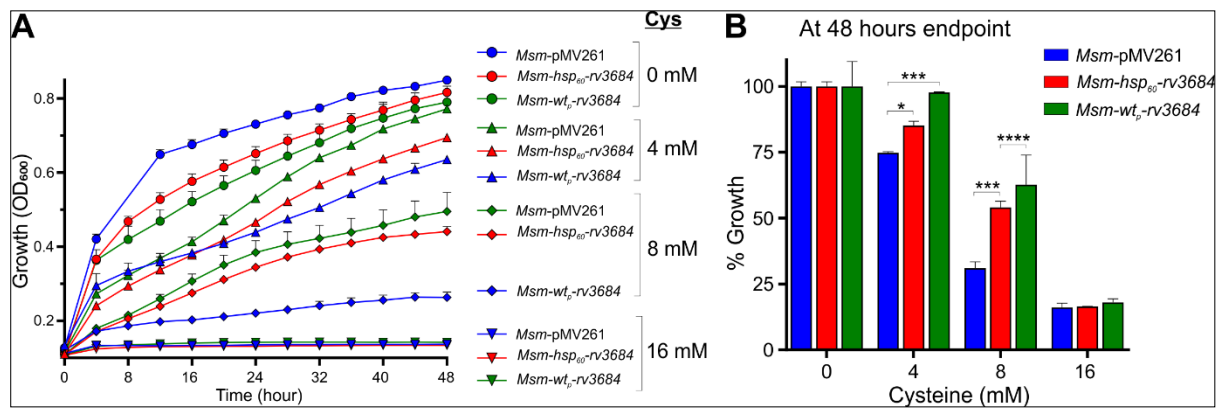 A
Growth (OD₆₀₀)
0.8
0.6
0.4
0.2
0 8 16 24 32 40 48
Time (hour)
Cys
Msm-pMV261
Msm-hsp₆₀-rv3684
Msm-wtₚ-rv3684
0 mM
Msm-pMV261
Msm-hsp₆₀-rv3684
Msm-wtₚ-rv3684
4 mM
Msm-pMV261
Msm-hsp₆₀-rv3684
Msm-wtₚ-rv3684
8 mM
Msm-pMV261
Msm-hsp₆₀-rv3684
Msm-wtₚ-rv3684
16 mM
B
At 48 hours endpoint
Msm-pMV261
Msm-hsp₆₀-rv3684
Msm-wtₚ-rv3684
% Growth
100
75
50
25
0
***
*
****
***
0 4 8 16
Cysteine (mM)